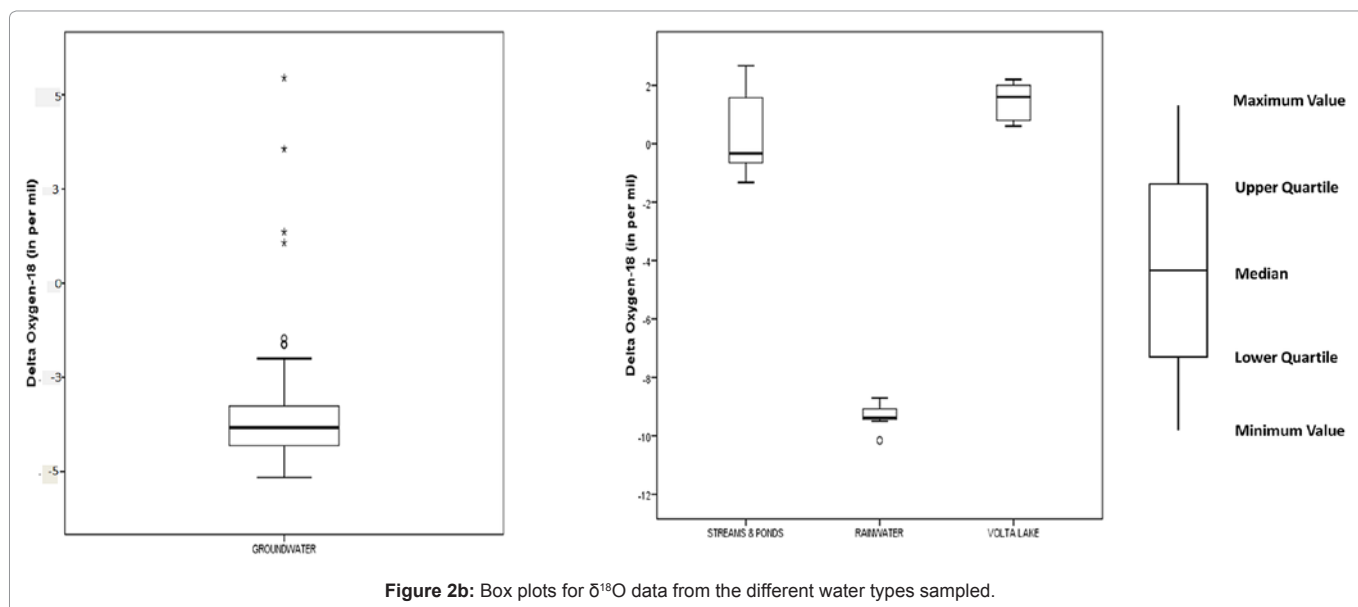 Delta Oxygen-18 (in per mil)
5
3
0
-3
-5
GROUNDWATER
Delta Oxygen-18 (in per mil)
2
0
-2
-4
-6
-8
-10
-12
STREAMS & PONDS RAINWATER VOLTA LAKE
Maximum Value
Upper Quartile
Median
Lower Quartile
Minimum Value
Figure 2b: Box plots for δ¹⁸O data from the different water types sampled.